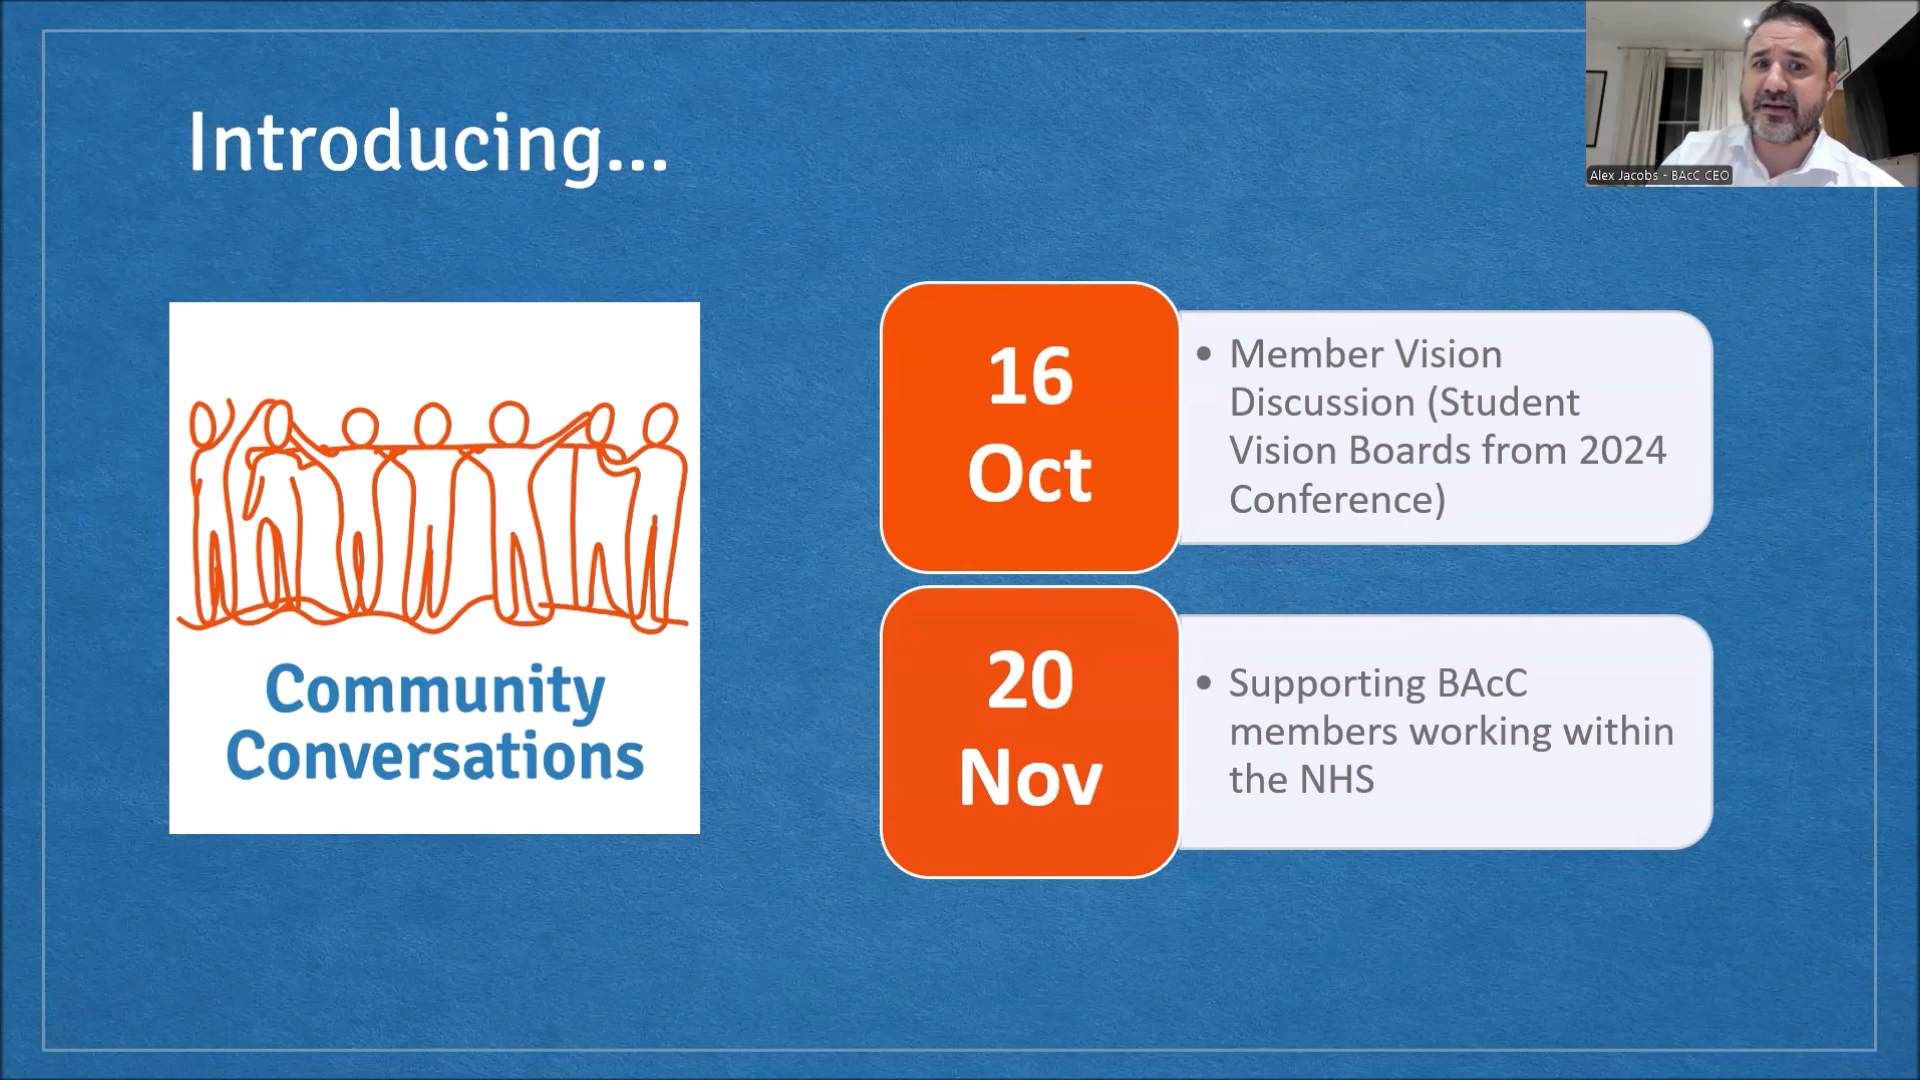 Introducing...
Alex Jacobs - BAcC CEO
Community
Conversations
16
Oct
• Member Vision
Discussion (Student
Vision Boards from 2024
Conference)
20
Nov
• Supporting BAcC
members working within
the NHS